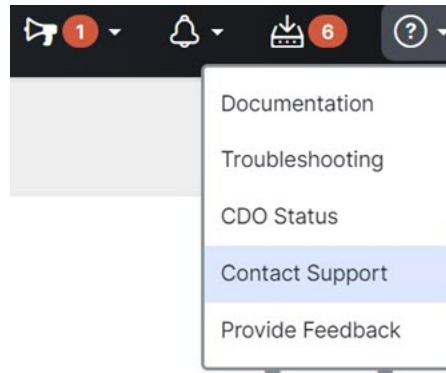 1 6 ?
Documentation
Troubleshooting
CDO Status
Contact Support
Provide Feedback